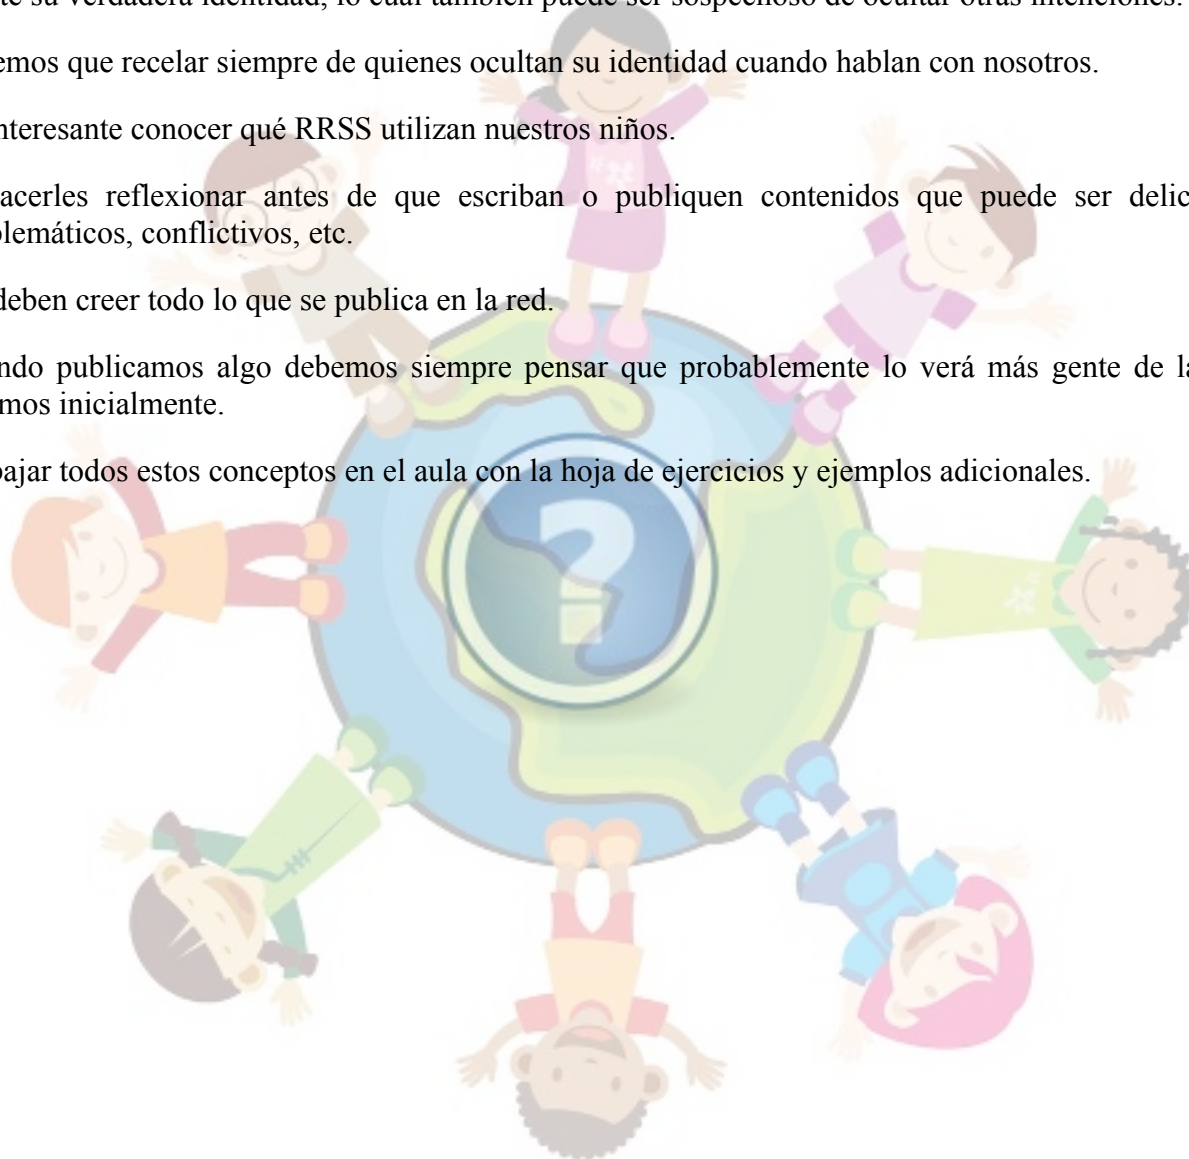 te su verdadera identidad, lo cual también puede ser sospechoso de ocultar otras intenciones.
emos que recelar siempre de quienes ocultan su identidad cuando hablan con nosotros.
nteresante conocer qué RRSS utilizan nuestros niños.
acerles reflexionar antes de que escriban o publiquen contenidos que puede ser delic
lemáticos, conflictivos, etc.
deben creer todo lo que se publica en la red.
ndo publicamos algo debemos siempre pensar que probablemente lo verá más gente de la
mos inicialmente.
ajar todos estos conceptos en el aula con la hoja de ejercicios y ejemplos adicionales.
?